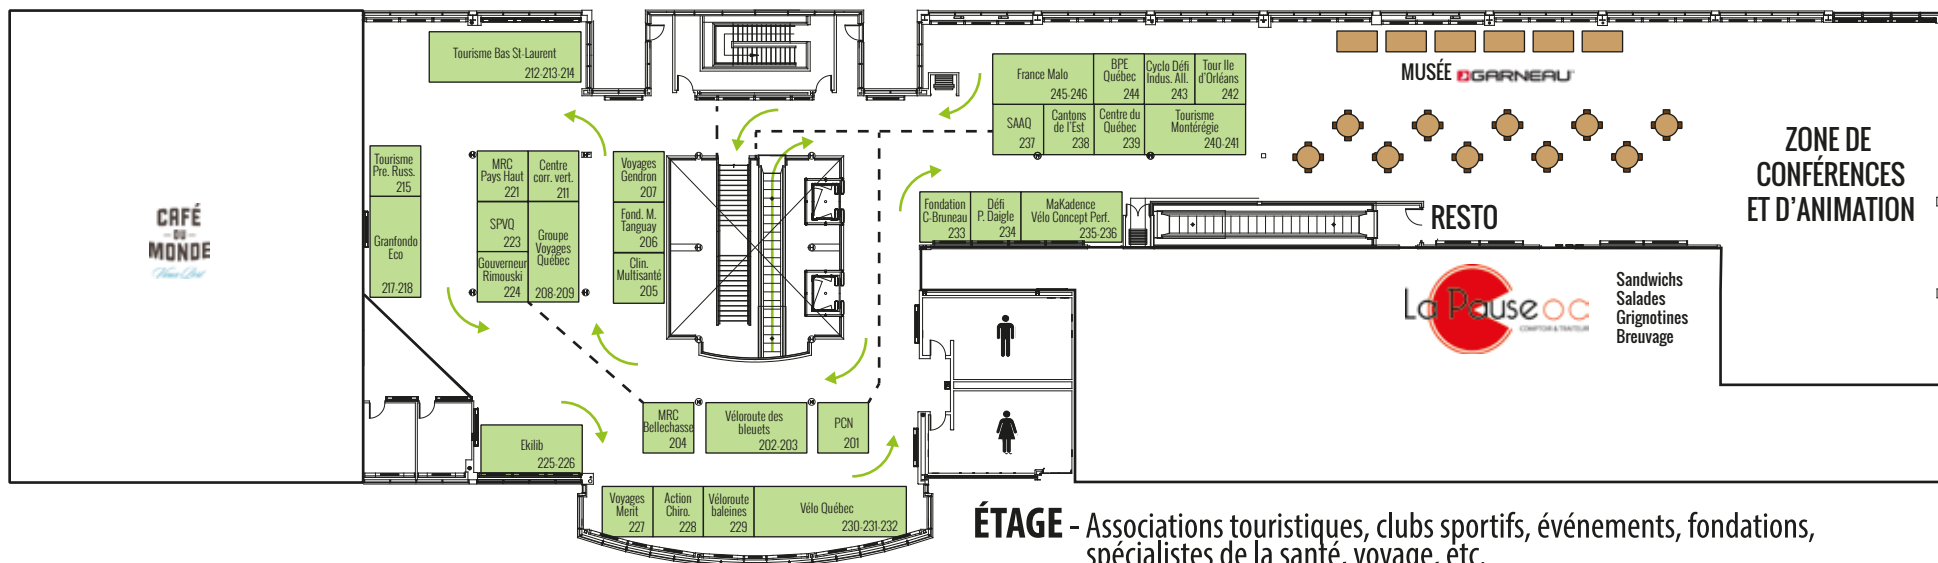 Tourisme Bas St-Laurent
212-213-214
France Malo
245-246
BPE
Québec
244
Cyclo Défi
Indus. All.
243
Tour Ile
d'Orléans
242
MUSÉE GARNEAU
SAAQ
237
Cantons
de l'Est
238
Centre du
Québec
239
Tourisme
Montérégie
240-241
ZONE DE
CONFÉRENCES
ET D'ANIMATION
Tourisme
Pre. Russ.
215
Granfondo
Eco
217-218
MRC
Pays Haut
221
Centre
corr. vert.
211
SPVQ
223
Groupe
Voyages
Québec
208-209
Gouverneur
Rimouski
224
Voyages
Gendron
207
Fond. M.
Tanguay
206
Clin.
Multisanté
205
CAFÉ
DU
MONDE
Vieux-Port
Fondation
C-Bruneau
233
Défi
P. Daigle
234
MaKadence
Vélo Concept Perf.
235-236
RESTO
La Pause OC
COMPTOIR & TRAITEUR
Sandwichs
Salades
Grignotines
Breuvage
MRC
Bellechasse
204
Véloroute des
bleuets
202-203
PCN
201
Ekilib
225-226
Voyages
Merit
227
Action
Chiro.
228
Véloroute
baleines
229
Vélo Québec
230-231-232
ÉTAGE - Associations touristiques, clubs sportifs, événements, fondations,
spécialistes de la santé, voyage, etc.